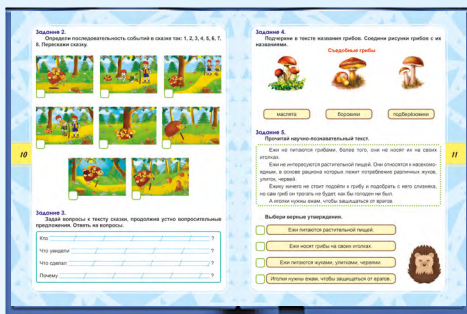 Задание 2.
Определи последовательность событий в сказке так: 1, 2, 3, 4, 5, 6, 7,
8. Перескажи сказку.
Задание 3.
Задай вопросы к тексту сказки, продолжив устно вопросительные
предложения. Ответь на вопросы.
Кто ?
Что увидели ?
Что сделал ?
Почему ?
10
Задание 4.
Подчеркни в тексте названия грибов. Соедини рисунки грибов с их
названиями.
Съедобные грибы
маслята боровики подберёзовики
Задание 5.
Прочитай научно-познавательный текст.
Ежи не питаются грибами, более того, они не носят их на своих
иголках.
Ежи не интересуются растительной пищей. Они относятся к насекомо-
ядным, в основе рациона которых лежит потребление различных жуков,
улиток, червей.
Ежику ничего не стоит подойти к грибу и подобрать с него слизняка,
но сам гриб он трогать не будет, как бы голоден не был.
А иголки нужны ежам, чтобы защищаться от врагов.
Выбери верные утверждения.
Ежи питаются растительной пищей.
Ежи носят грибы на своих иголках.
Ежи питаются жуками, улитками, червями.
Иголки нужны ежам, чтобы защищаться от врагов.
11